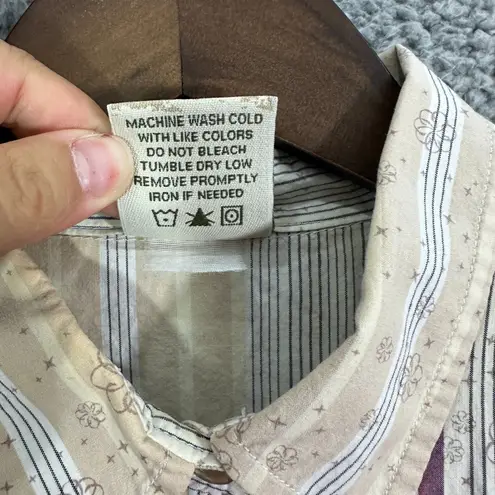 MACHINE WASH COLD
WITH LIKE COLORS
DO NOT BLEACH
TUMBLE DRY LOW
REMOVE PROMPTLY
IRON IF NEEDED